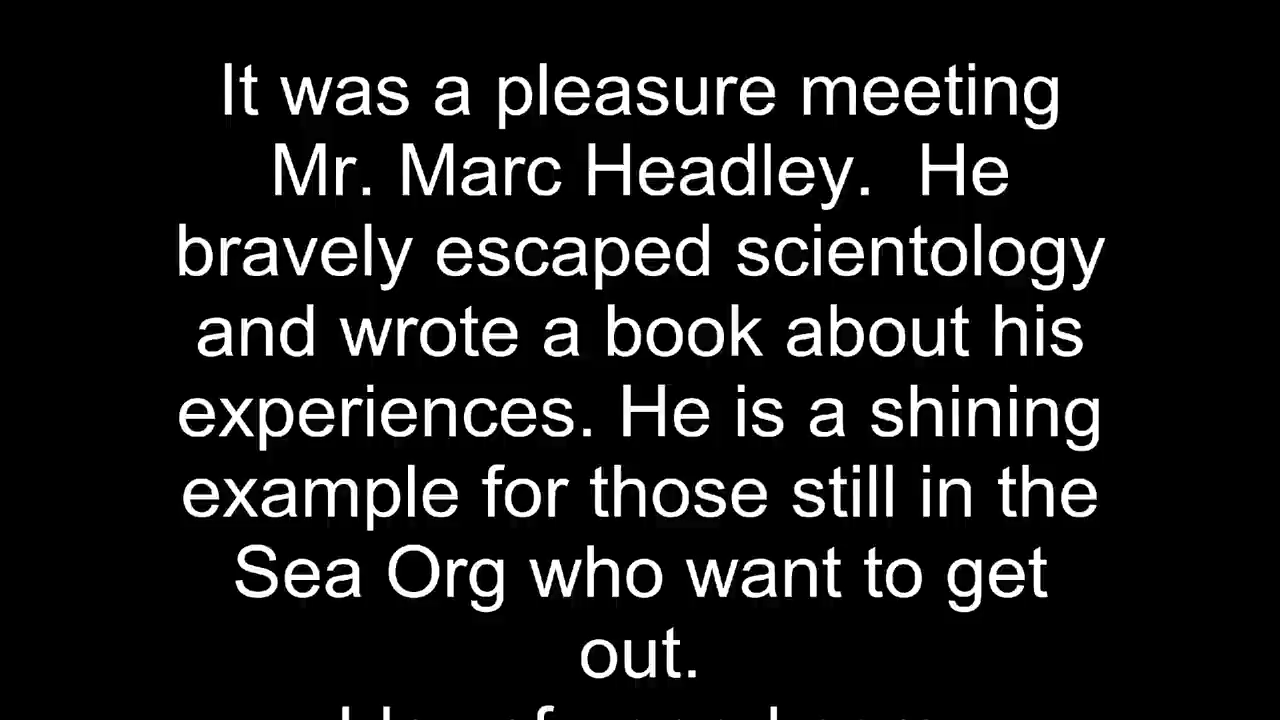 It was a pleasure meeting
Mr. Marc Headley.  He
bravely escaped scientology
and wrote a book about his
experiences. He is a shining
example for those still in the
Sea Org who want to get
out.